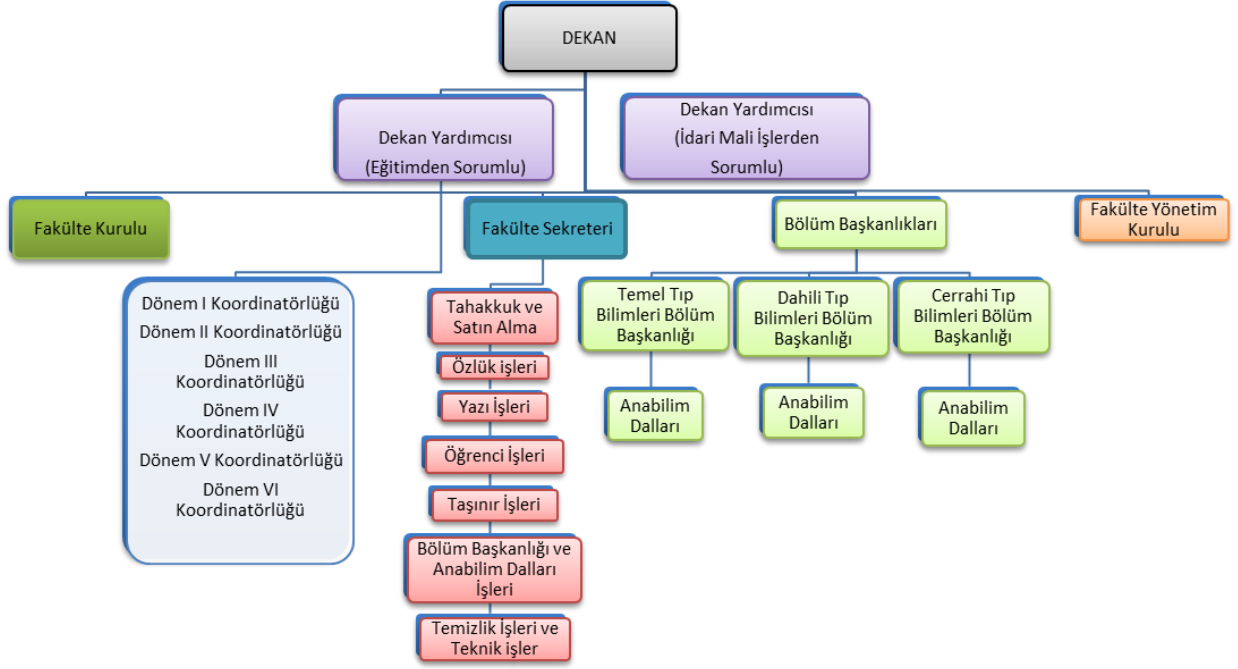 DEKAN
Dekan Yardımcısı
(Eğitimden Sorumlu)
Dekan Yardımcısı
(İdari Mali İşlerden
Sorumlu)
Fakülte Kurulu
Fakülte Sekreteri
Bölüm Başkanlıkları
Fakülte Yönetim
Kurulu
Dönem I Koordinatörlüğü
Dönem II Koordinatörlüğü
Dönem III
Koordinatörlüğü
Dönem IV
Koordinatörlüğü
Dönem V Koordinatörlüğü
Dönem VI
Koordinatörlüğü
Tahakkuk ve
Satın Alma
Özlük işleri
Yazı İşleri
Öğrenci İşleri
Taşınır İşleri
Bölüm Başkanlığı ve
Anabilim Dalları
İşleri
Temizlik İşleri ve
Teknik işler
Temel Tıp
Bilimleri Bölüm
Başkanlığı
Anabilim
Dalları
Dahili Tıp
Bilimleri Bölüm
Başkanlığı
Anabilim
Dalları
Cerrahi Tıp
Bilimleri Bölüm
Başkanlığı
Anabilim
Dalları